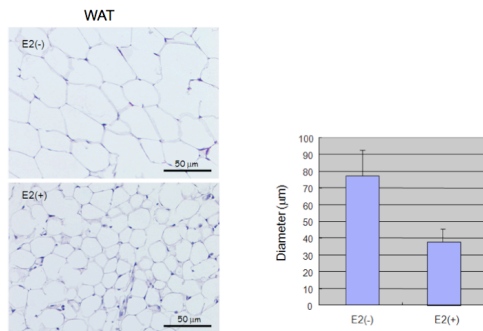 WAT
E2(-)
50 μm
E2(+)
50 μm
Diameter (μm)
100
90
80
70
60
50
40
30
20
10
0
E2(-)
E2(+)